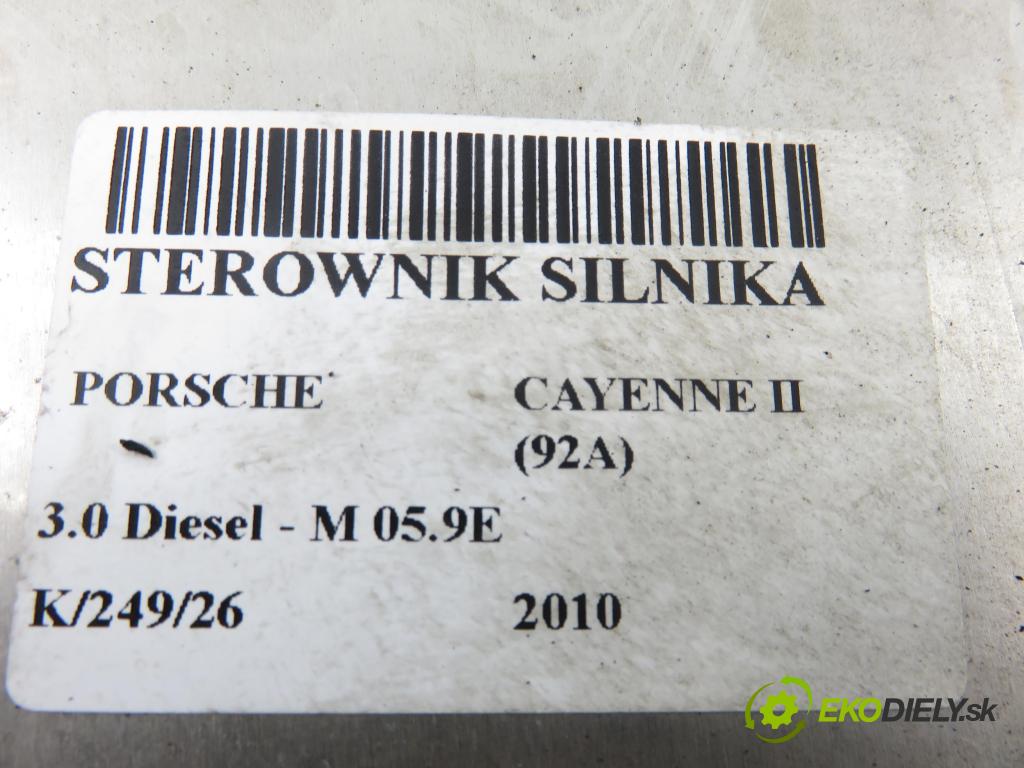 STEROWNIK SILNIKA
PORSCHE CAYENNE II
(92A)
3.0 Diesel - M 05.9E
K/249/26 2010
EKODIELY.sk